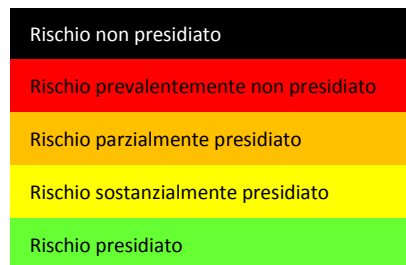 Rischio non presidiato
Rischio prevalentemente non presidiato
Rischio parzialmente presidiato
Rischio sostanzialmente presidiato
Rischio presidiato